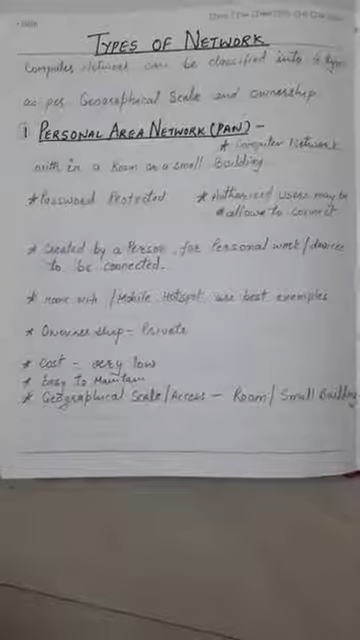 Date
TYPES OF NETWORK
Computer Network can be classified into
as per Geographical Scale and ownership
1 PERSONAL AREA NETWORK (PAN) -
* Computer Network
with in a Room or a small Building
* Password Protected * Authorised users may be
allowe to connect
* Created by a Person for Personal work/devices
to be connected.
* Home wifi /Mobile Hotspot are best examples
* Ownership - Private
* Cost - very low
* Easy to Maintain
* Geographical Scale/Access - Room/Small Building